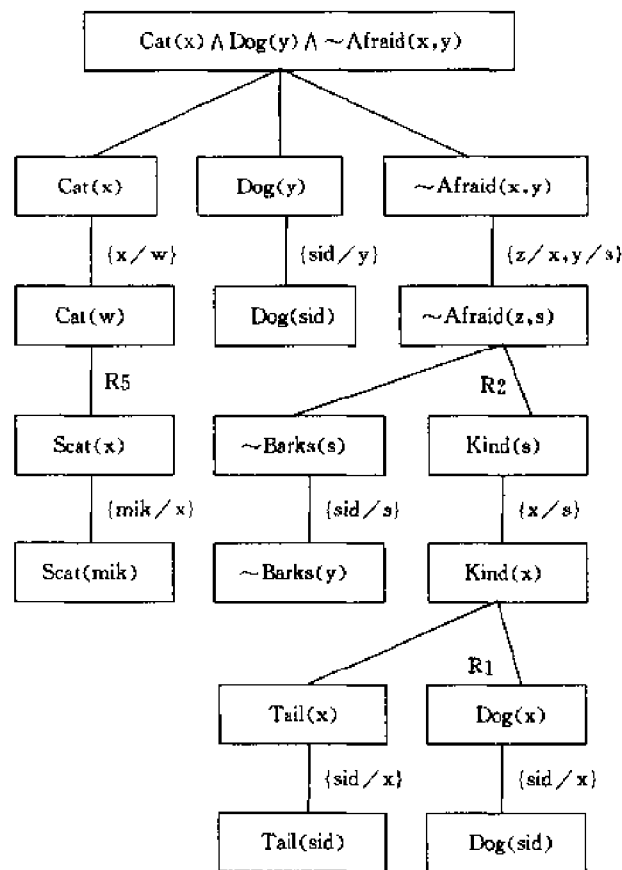 Cat(x)∧Dog(y)∧~Afraid(x,y)
Cat(x) Dog(y) ~Afraid(x,y)
{x/w} {sid/y} {z/x,y/s}
Cat(w) Dog(sid) ~Afraid(z,s)
R5 R2
Scat(x) ~Barks(s) Kind(s)
{mik/x} {sid/s} {x/s}
Scat(mik) ~Barks(y) Kind(x)
R1
Tail(x) Dog(x)
{sid/x} {sid/x}
Tail(sid) Dog(sid)